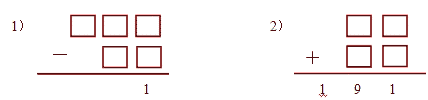 1） □□□ 2） □□
－ □□ + □□
1 1 9 1